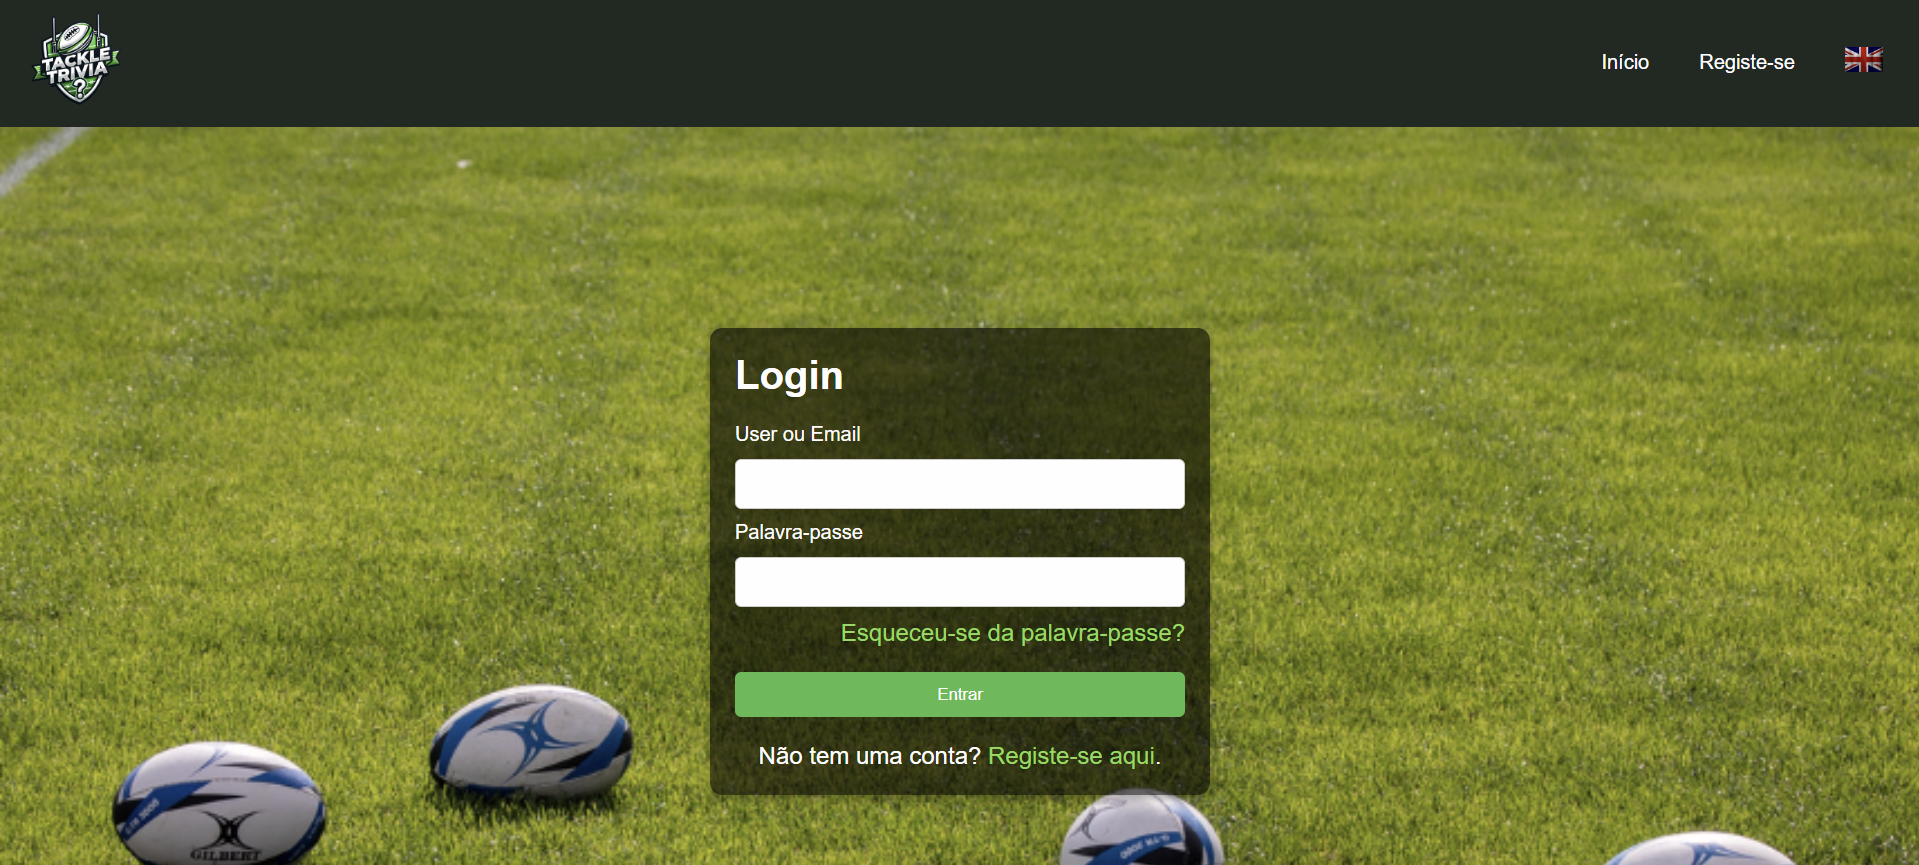 TACKLE
TRIVIA
?
Início
Registe-se
Login
User ou Email
Palavra-passe
Esqueceu-se da palavra-passe?
Entrar
Não tem uma conta? Registe-se aqui.
GILBERT